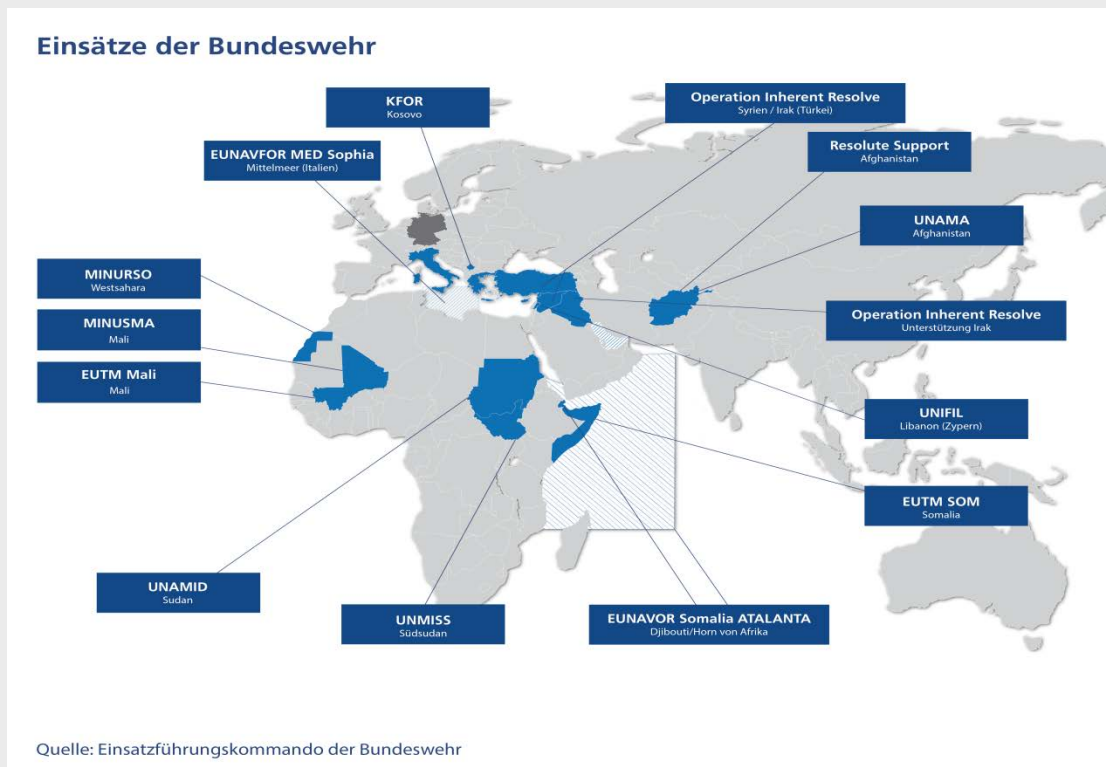 Einsätze der Bundeswehr
KFOR
Kosovo
Operation Inherent Resolve
Syrien / Irak (Türkei)
EUNAVFOR MED Sophia
Mittelmeer (Italien)
Resolute Support
Afghanistan
UNAMA
Afghanistan
MINURSO
Westsahara
MINUSMA
Mali
Operation Inherent Resolve
Unterstützung Irak
EUTM Mali
Mali
UNIFIL
Libanon (Zypern)
EUTM SOM
Somalia
UNAMID
Sudan
UNMISS
Südsudan
EUNAVOR Somalia ATALANTA
Djibouti/Horn von Afrika
Quelle: Einsatzführungskommando der Bundeswehr